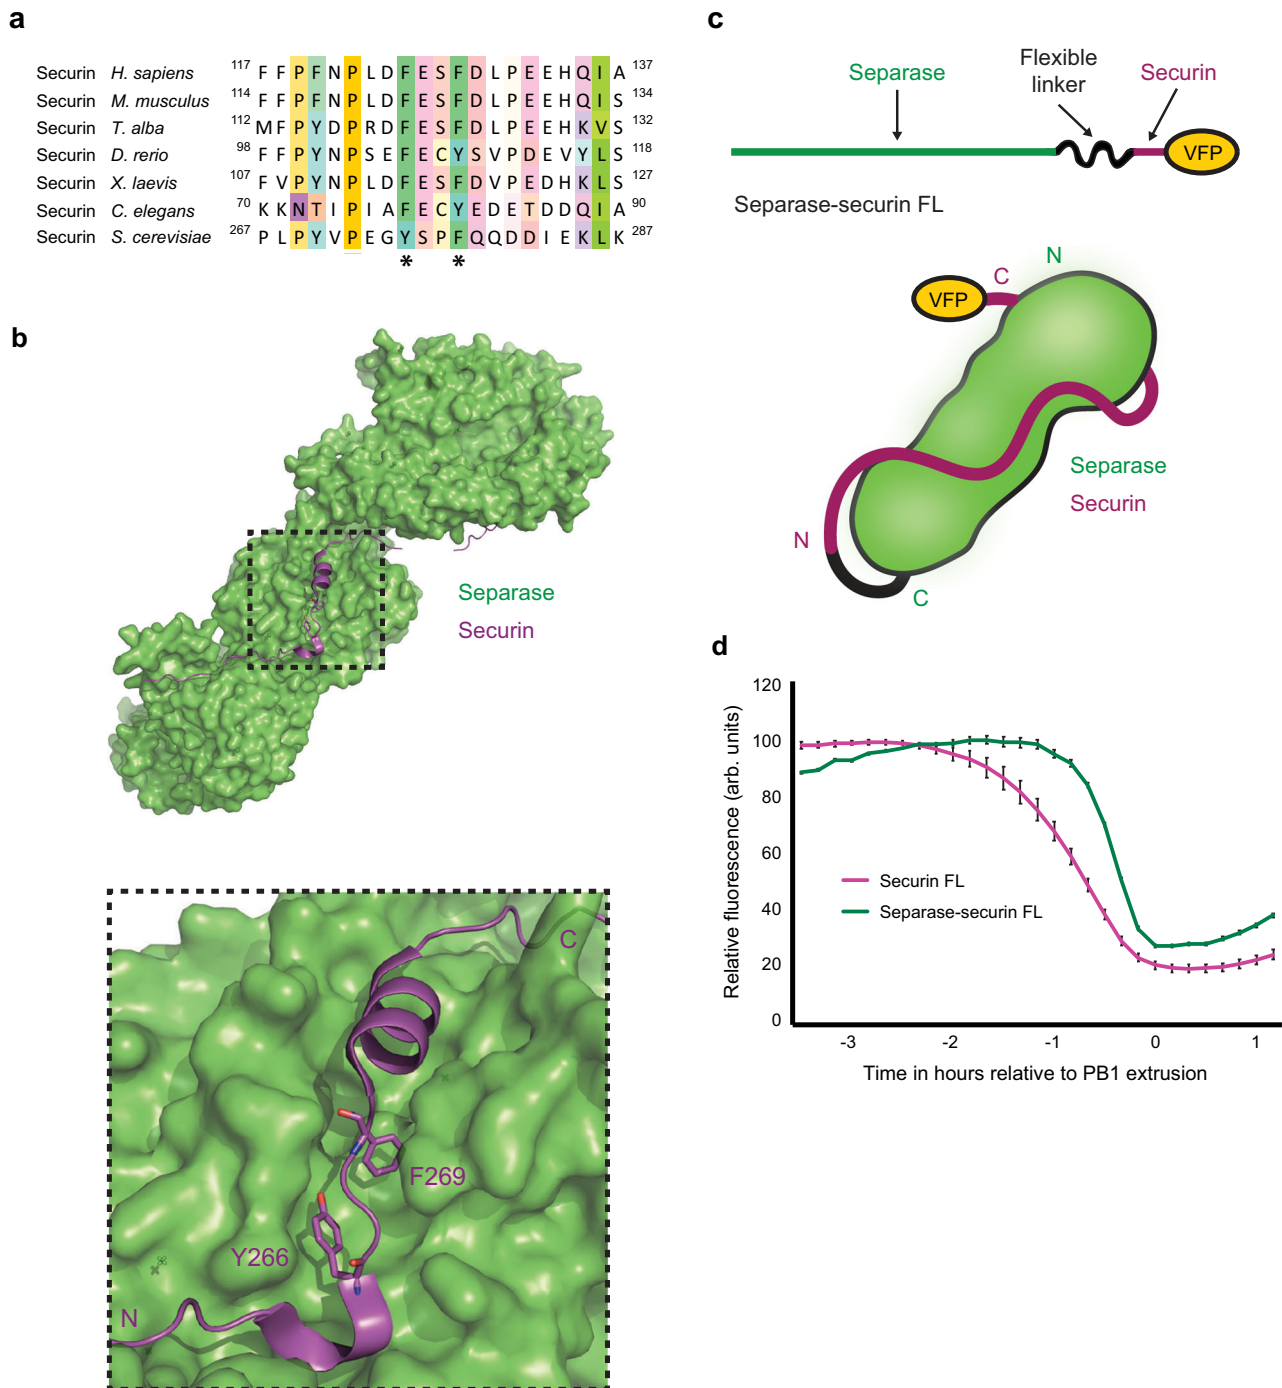 a
Securin H. sapiens 117 F F P F N P L D F E S F D L P E E H Q I A 137
Securin M. musculus 114 F F P F N P L D F E S F D L P E E H Q I S 134
Securin T. alba 112 M F P Y D P R D F E S F D L P E E H K V S 132
Securin D. rerio 98 F F P Y N P S E F E C Y S V P D E V Y L S 118
Securin X. laevis 107 F V P Y N P L D F E S F D V P E D H K L S 127
Securin C. elegans 70 K K N T I P I A F E C Y E D E T D D Q I A 90
Securin S. cerevisiae 267 P L P Y V P E G Y S P F Q Q D D I E K L K 287
* *
b
Separase
Securin
C
F269
Y266
N
c
Separase
Flexible
linker
Securin
VFP
Separase-securin FL
N
C
VFP
Separase
Securin
N
C
d
Relative fluorescence (arb. units)
120
100
80
60
40
20
0
Securin FL
Separase-securin FL
-3 -2 -1 0 1
Time in hours relative to PB1 extrusion